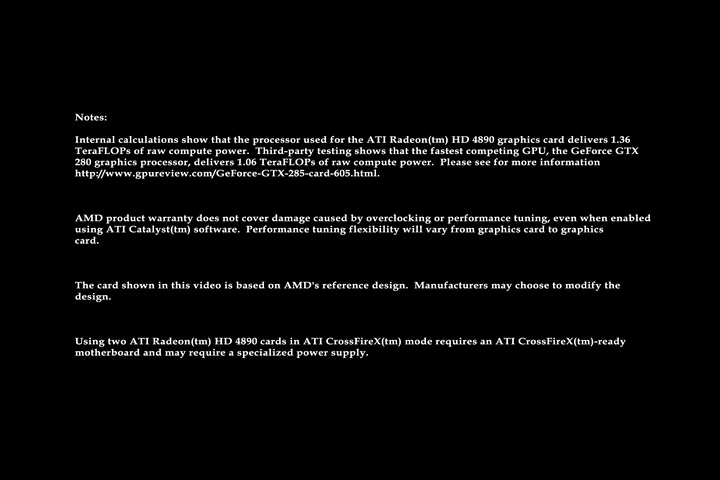 Notes:
Internal calculations show that the processor used for the ATI Radeon(tm) HD 4890 graphics card delivers 1.36
TeraFLOPs of raw compute power.  Third-party testing shows that the fastest competing GPU, the GeForce GTX
280 graphics processor, delivers 1.06 TeraFLOPs of raw compute power.  Please see for more information
http://www.gpureview.com/GeForce-GTX-285-card-605.html.
AMD product warranty does not cover damage caused by overclocking or performance tuning, even when enabled
using ATI Catalyst(tm) software.  Performance tuning flexibility will vary from graphics card to graphics
card.
The card shown in this video is based on AMD's reference design.  Manufacturers may choose to modify the
design.
Using two ATI Radeon(tm) HD 4890 cards in ATI CrossFireX(tm) mode requires an ATI CrossFireX(tm)-ready
motherboard and may require a specialized power supply.